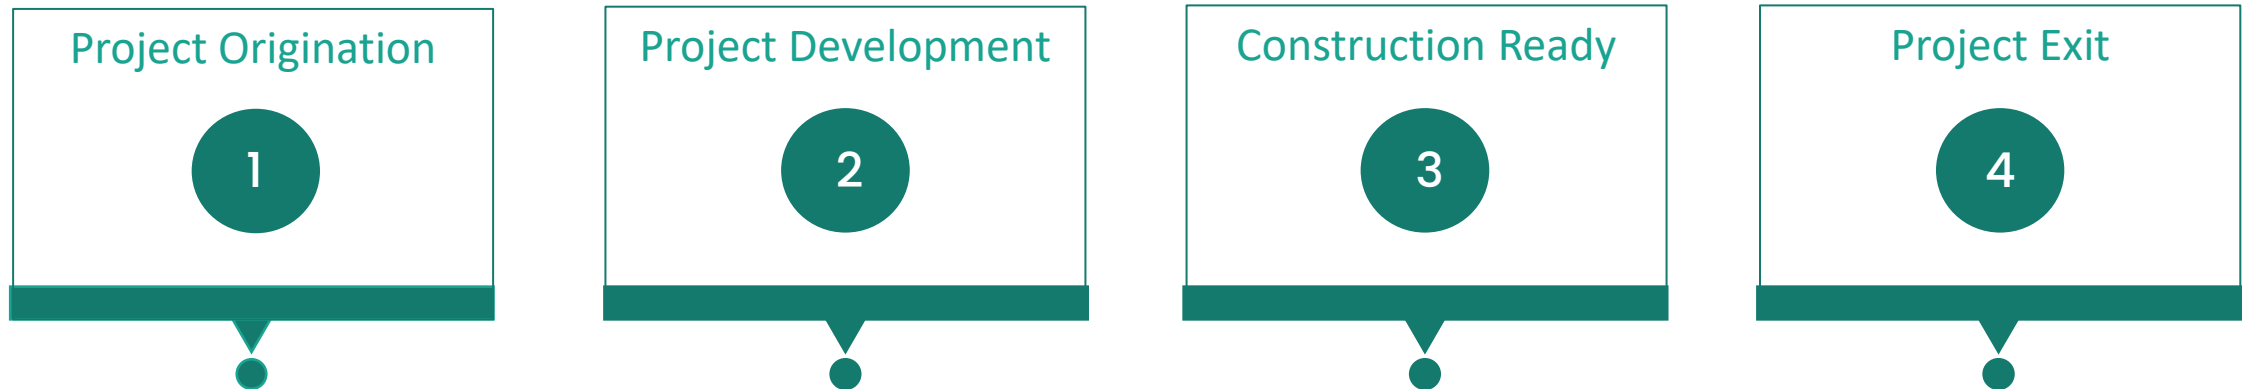 Project Origination
1
Project Development
2
Construction Ready
3
Project Exit
4